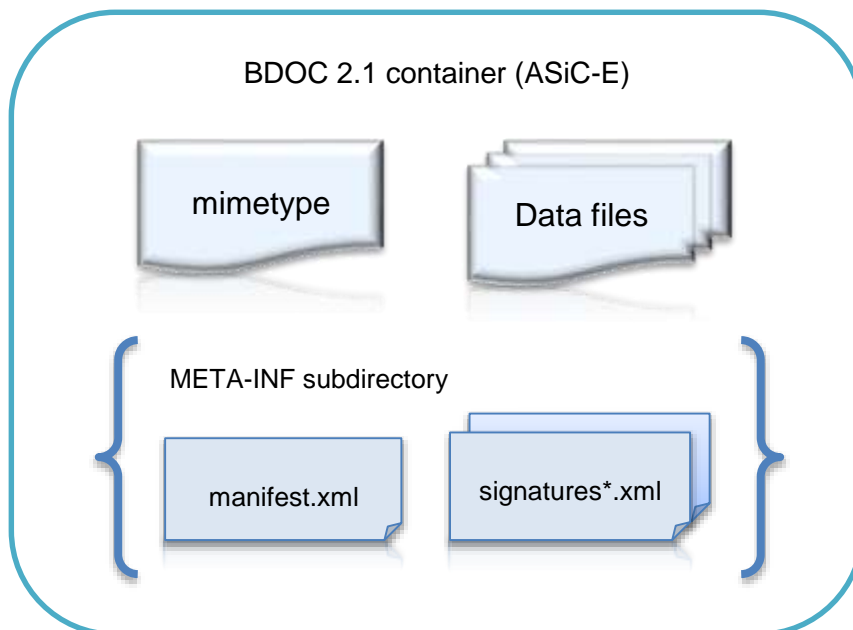 BDOC 2.1 container (ASiC-E)
mimetype
Data files
META-INF subdirectory
manifest.xml
signatures*.xml